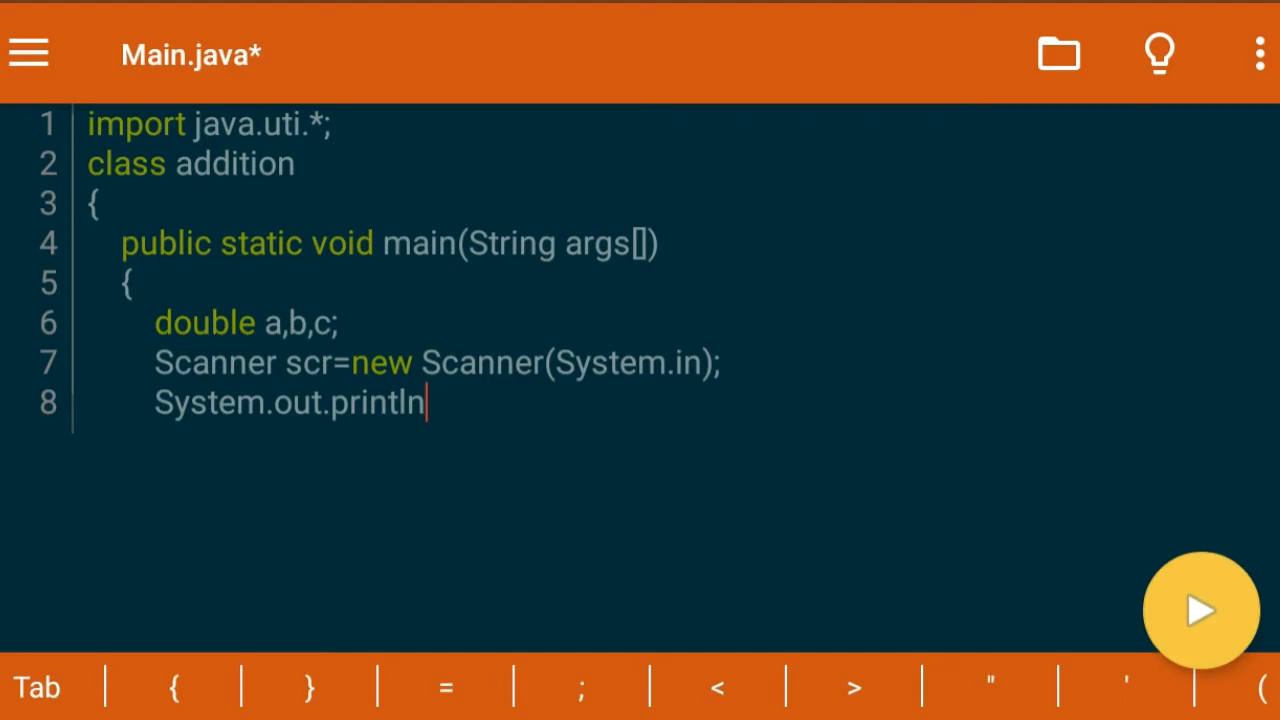 Main.java*
1 import java.uti.*;
2 class addition
3 {
4 public static void main(String args[])
5 {
6 double a,b,c;
7 Scanner scr=new Scanner(System.in);
8 System.out.println
Tab { } = ; < > " ' (